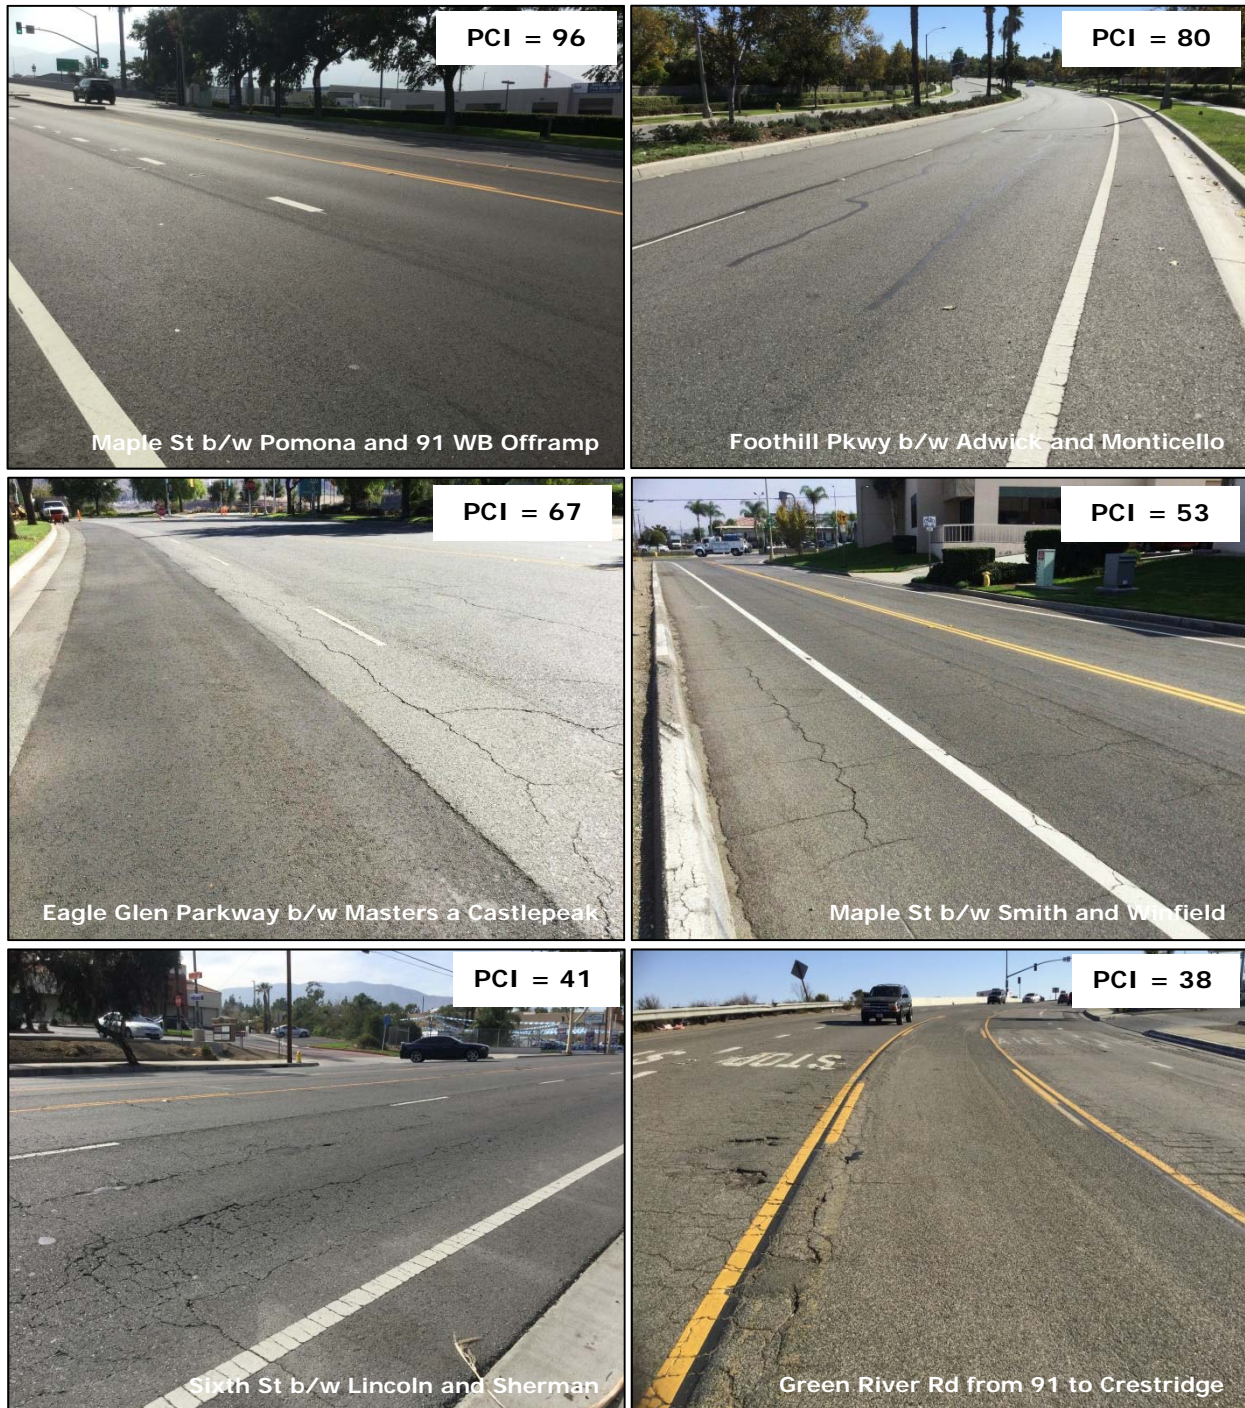 PCI = 96
Maple St b/w Pomona and 91 WB Offramp
PCI = 80
Foothill Pkwy b/w Adwick and Monticello
PCI = 67
Eagle Glen Parkway b/w Masters a Castlepeak
PCI = 53
Maple St b/w Smith and Winfield
PCI = 41
Sixth St b/w Lincoln and Sherman
PCI = 38
STOP
Green River Rd from 91 to Crestridge